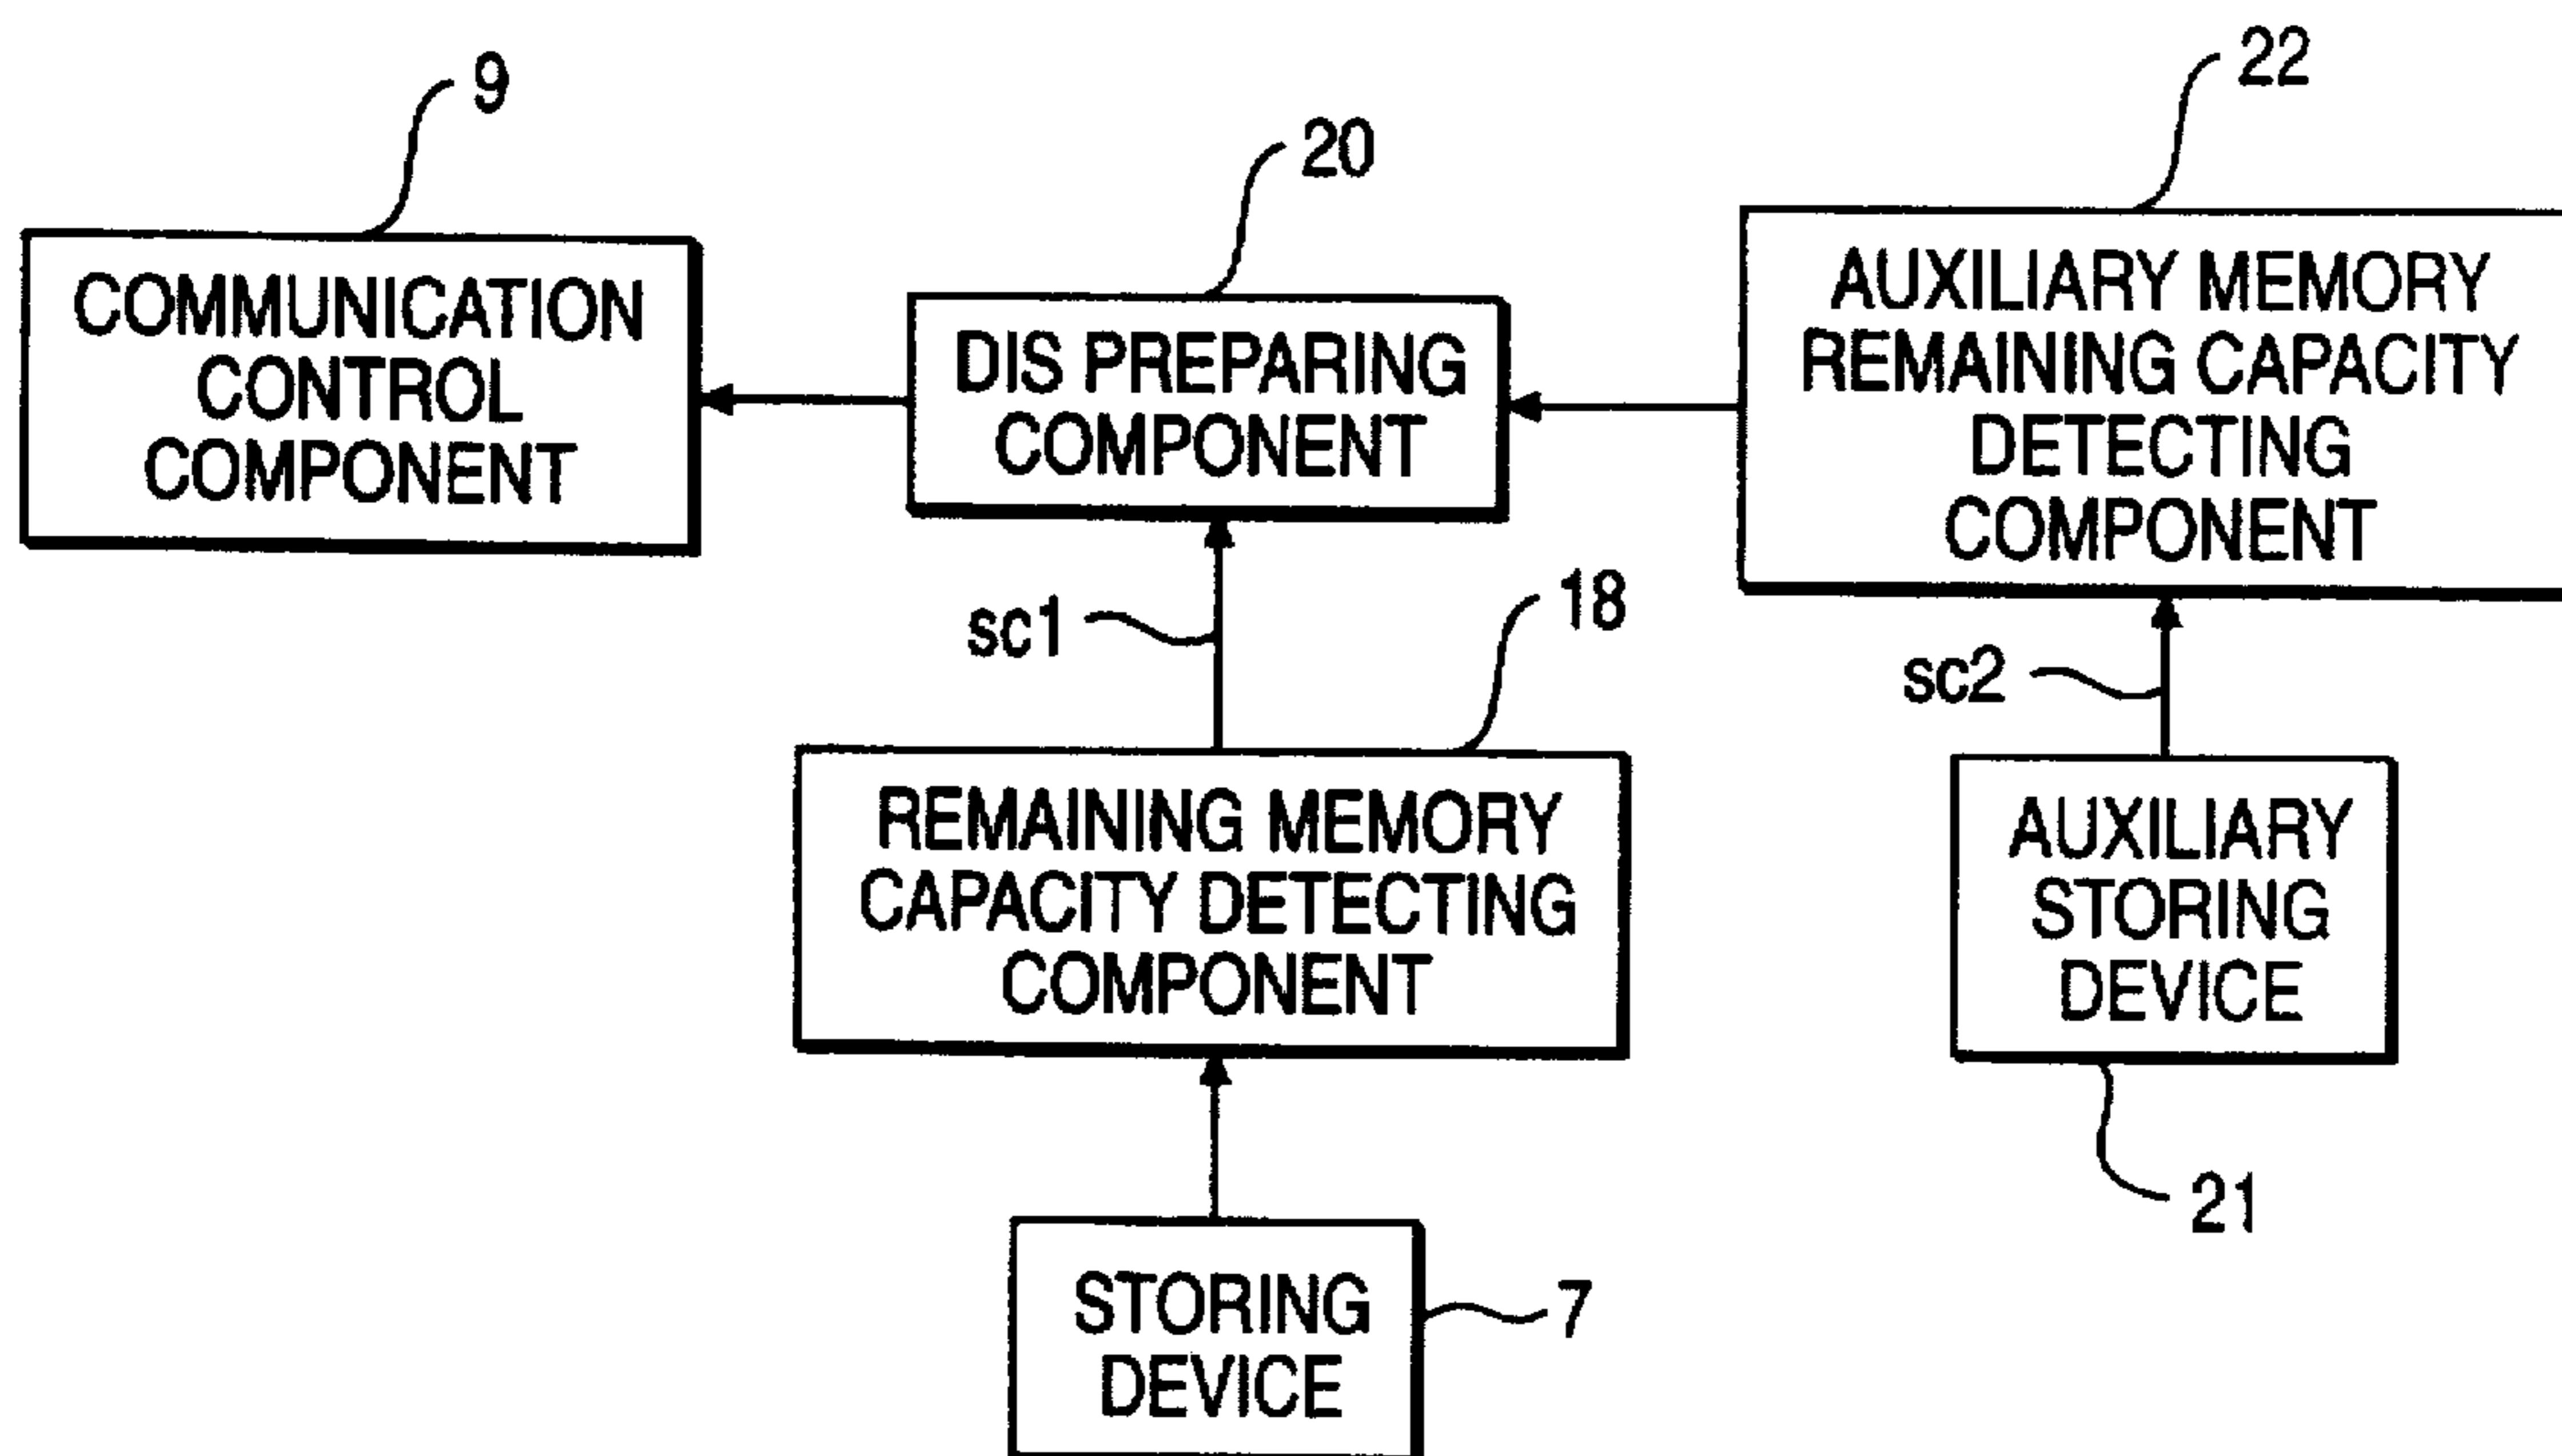 9
20
22
COMMUNICATION
CONTROL
COMPONENT
DIS PREPARING
COMPONENT
AUXILIARY MEMORY
REMAINING CAPACITY
DETECTING
COMPONENT
sc1
18
sc2
REMAINING MEMORY
CAPACITY DETECTING
COMPONENT
AUXILIARY
STORING
DEVICE
21
STORING
DEVICE
7